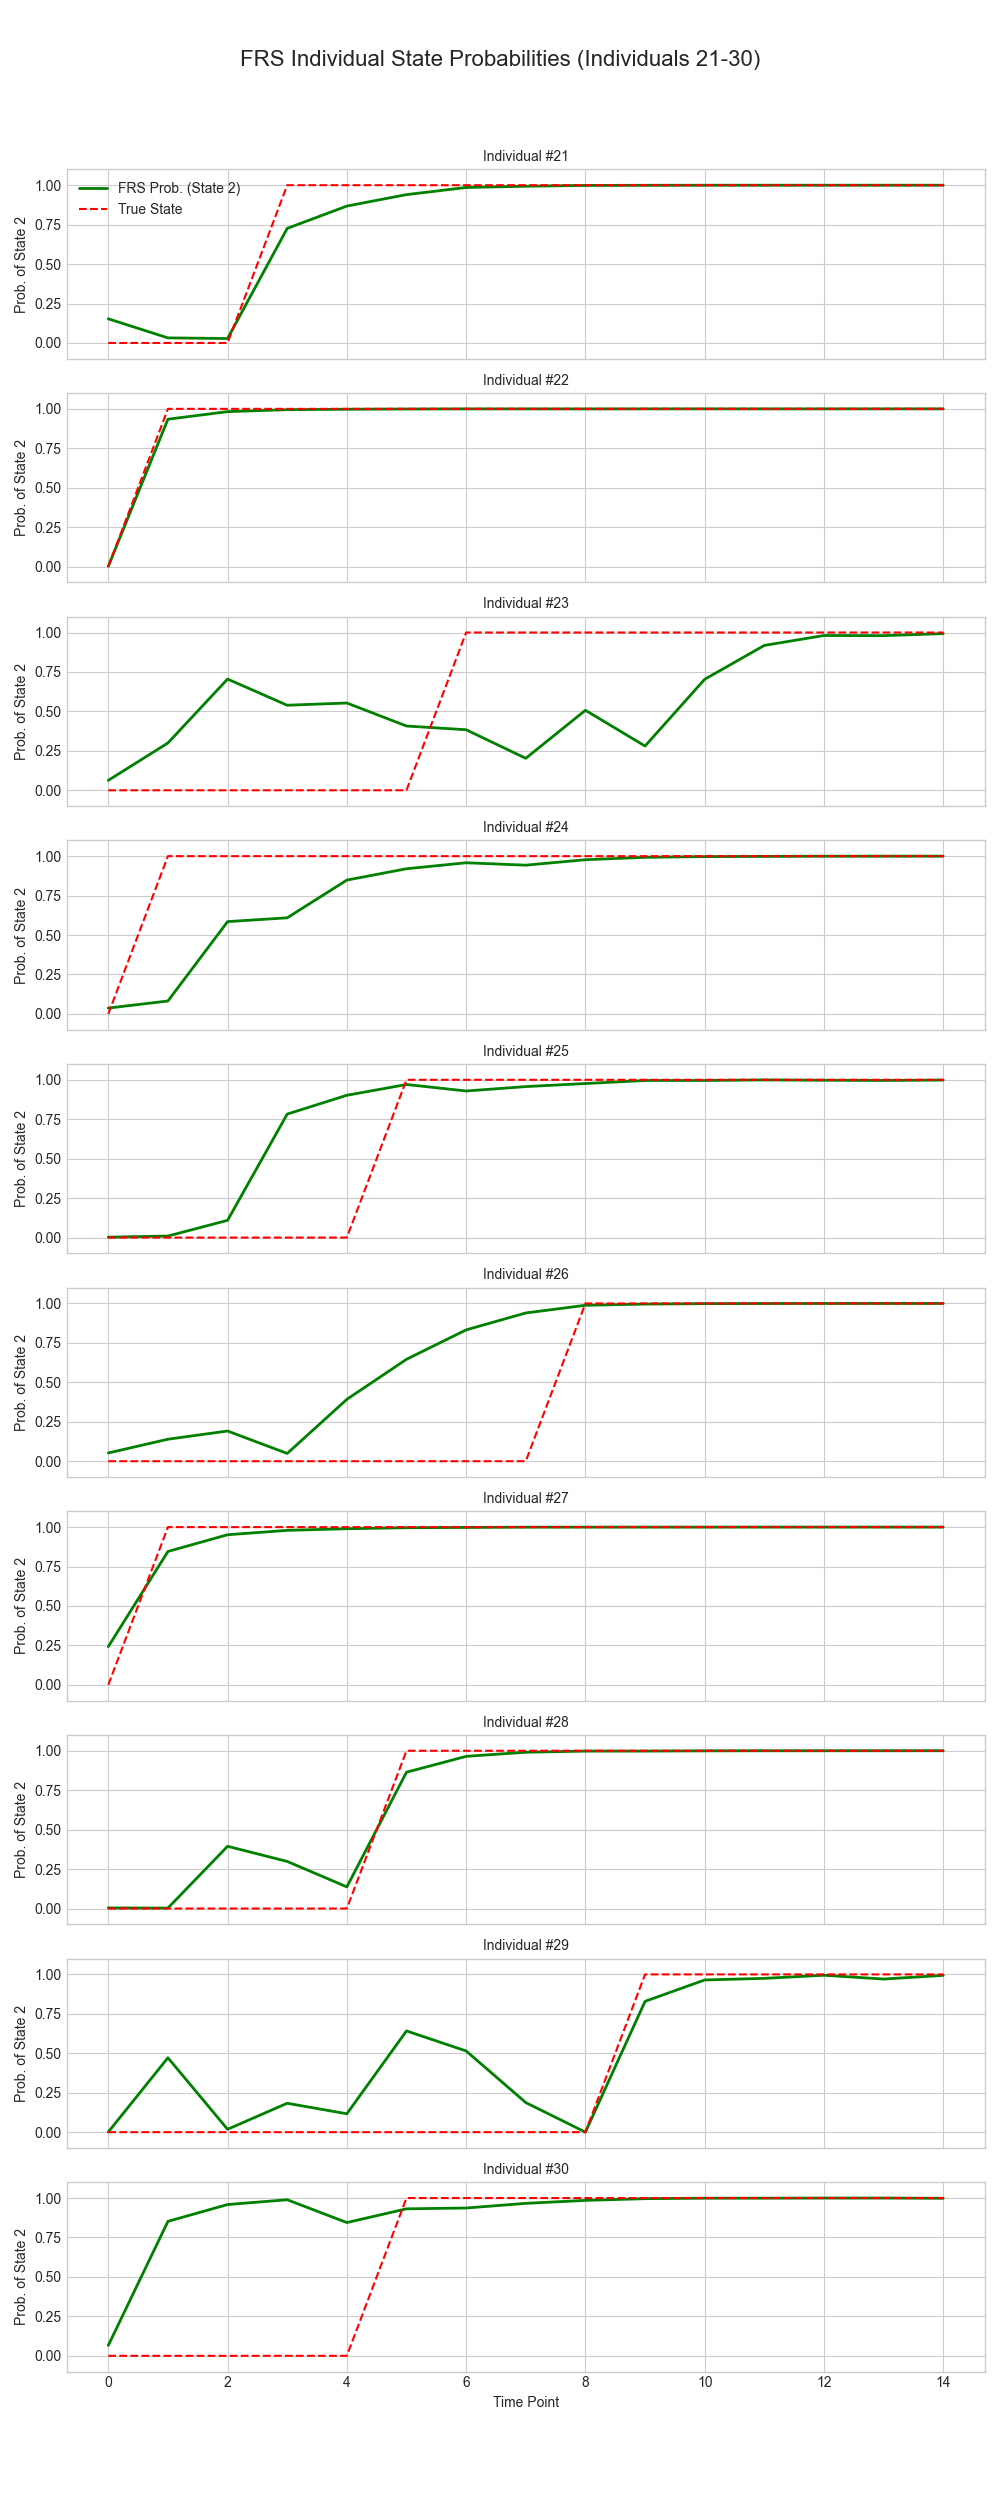 FRS Individual State Probabilities (Individuals 21-30)
Individual #21
1.00
0.75
0.50
0.25
0.00
Prob. of State 2
FRS Prob. (State 2)
True State
Individual #22
1.00
0.75
0.50
0.25
0.00
Prob. of State 2
Individual #23
1.00
0.75
0.50
0.25
0.00
Prob. of State 2
Individual #24
1.00
0.75
0.50
0.25
0.00
Prob. of State 2
Individual #25
1.00
0.75
0.50
0.25
0.00
Prob. of State 2
Individual #26
1.00
0.75
0.50
0.25
0.00
Prob. of State 2
Individual #27
1.00
0.75
0.50
0.25
0.00
Prob. of State 2
Individual #28
1.00
0.75
0.50
0.25
0.00
Prob. of State 2
Individual #29
1.00
0.75
0.50
0.25
0.00
Prob. of State 2
Individual #30
1.00
0.75
0.50
0.25
0.00
Prob. of State 2
0 2 4 6 8 10 12 14
Time Point